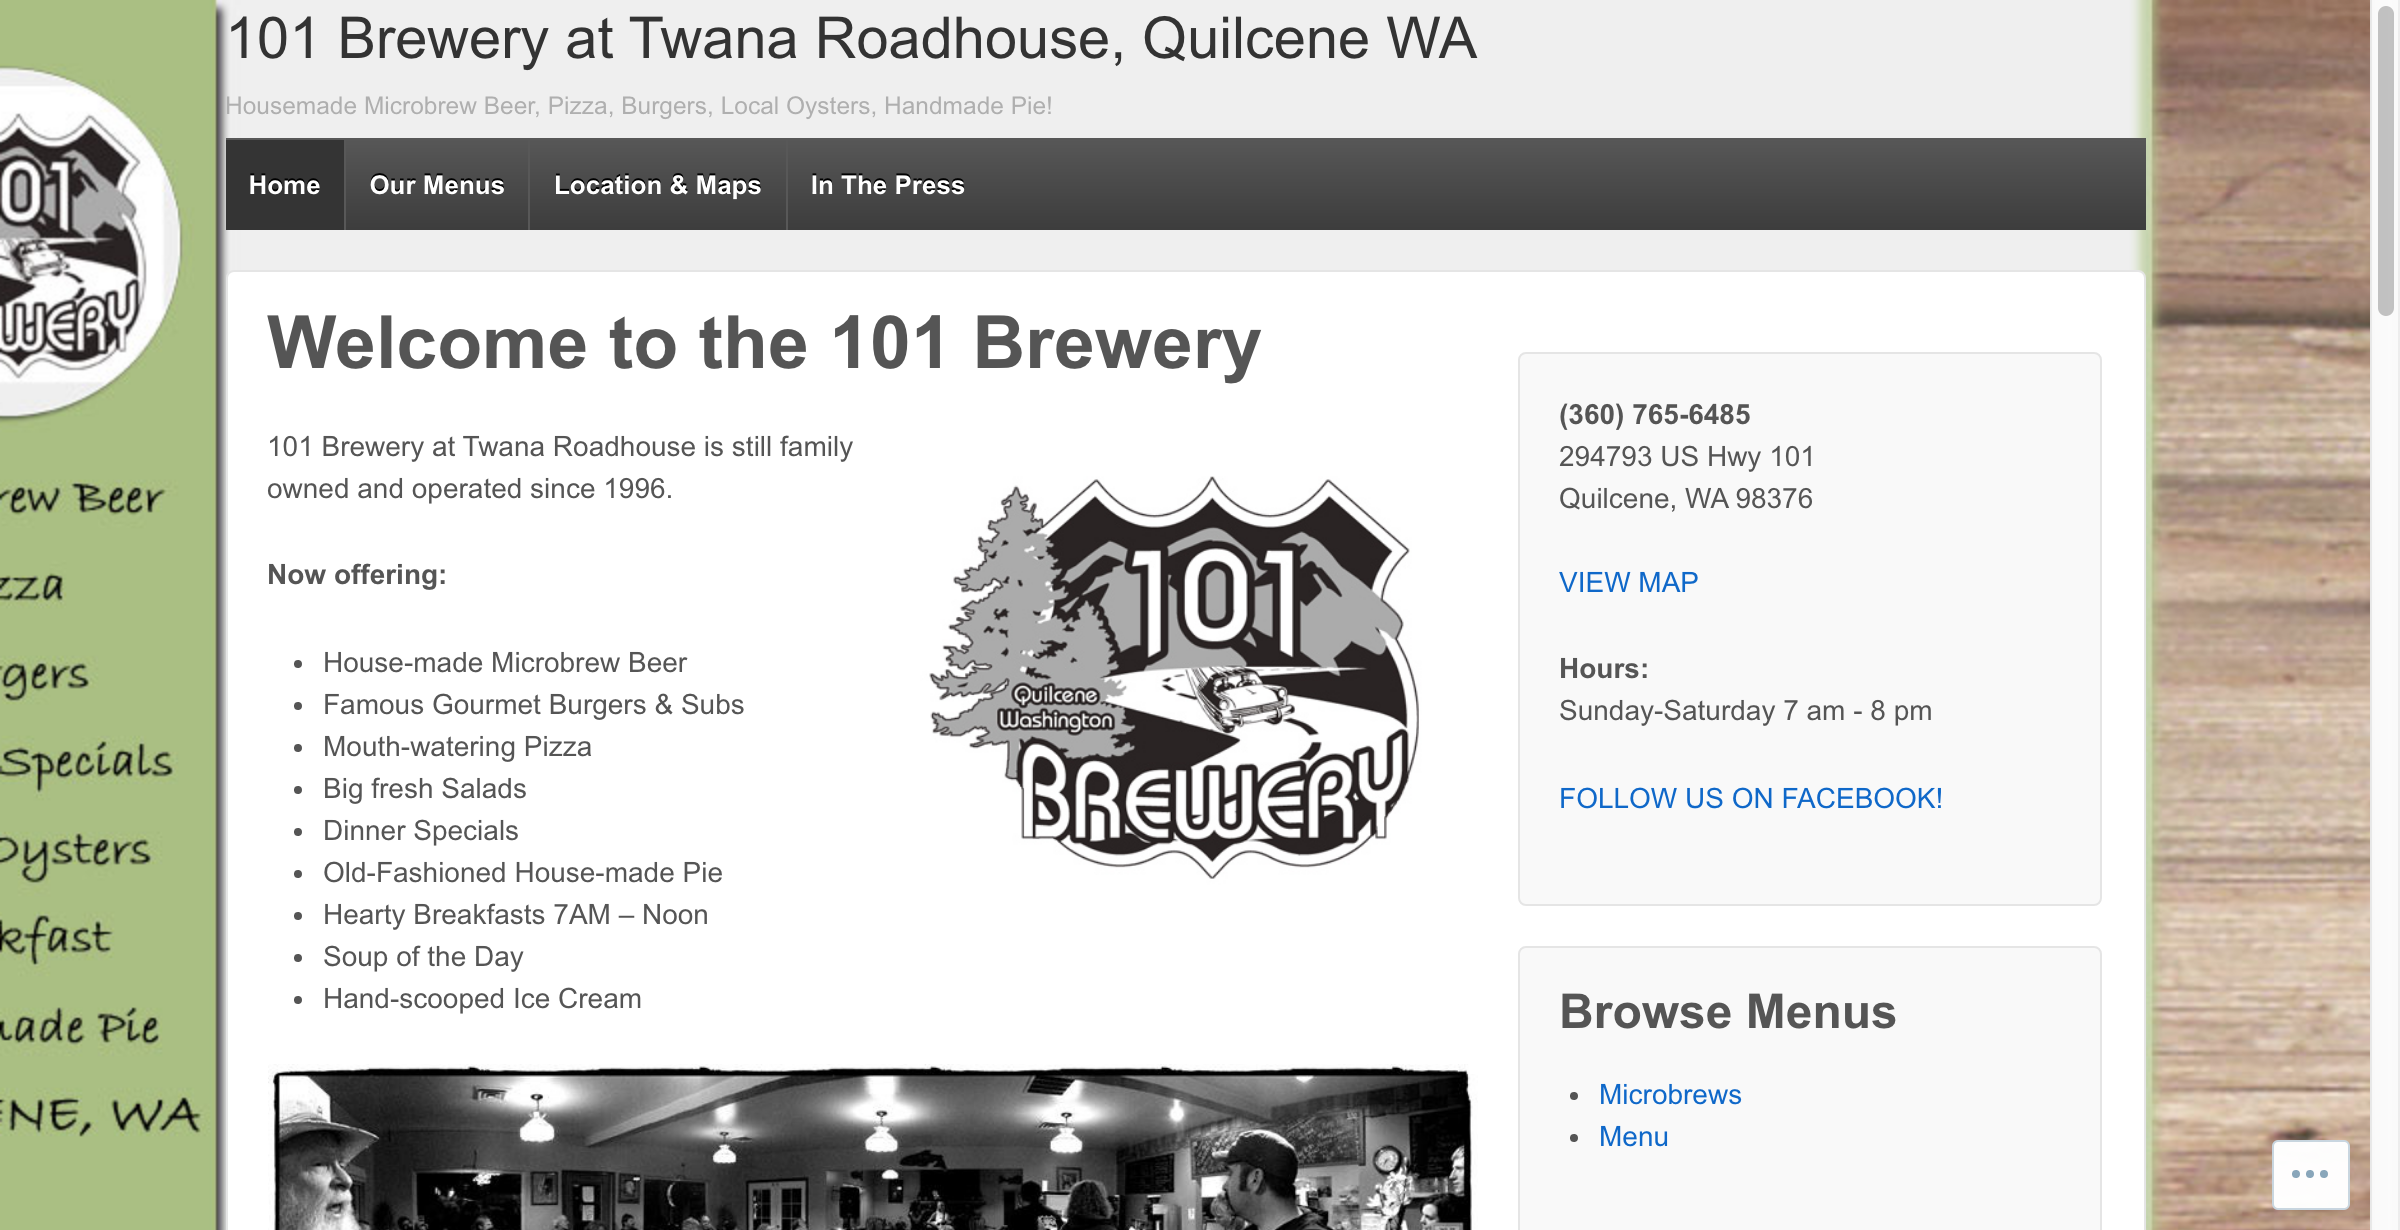 101 Brewery at Twana Roadhouse, Quilcene WA
Housemade Microbrew Beer, Pizza, Burgers, Local Oysters, Handmade Pie!
Home
Our Menus
Location & Maps
In The Press
01
WERY
rew Beer
zza
gers
Specials
Oysters
kfast
ade Pie
NE, WA
Welcome to the 101 Brewery
101 Brewery at Twana Roadhouse is still family
owned and operated since 1996.
Now offering:
House-made Microbrew Beer
Famous Gourmet Burgers & Subs
Mouth-watering Pizza
Big fresh Salads
Dinner Specials
Old-Fashioned House-made Pie
Hearty Breakfasts 7AM – Noon
Soup of the Day
Hand-scooped Ice Cream
101
Quilcene
Washington
BREWERY
(360) 765-6485
294793 US Hwy 101
Quilcene, WA 98376
VIEW MAP
Hours:
Sunday-Saturday 7 am - 8 pm
FOLLOW US ON FACEBOOK!
Browse Menus
Microbrews
Menu